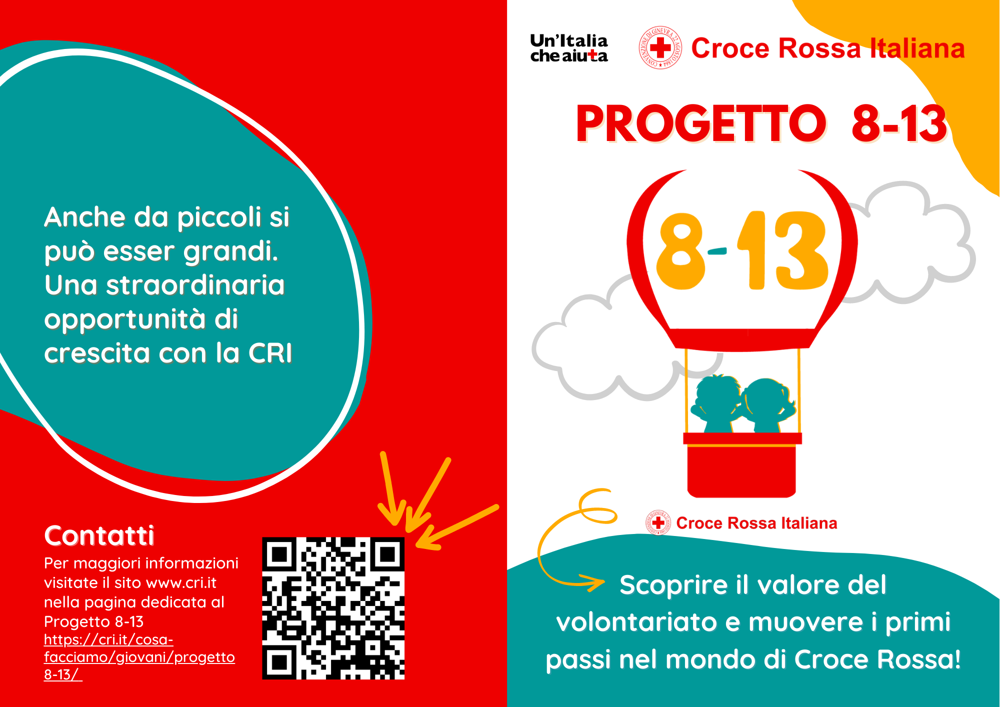 Anche da piccoli si
può esser grandi.
Una straordinaria
opportunità di
crescita con la CRI
Contatti
Per maggiori informazioni
visitate il sito www.cri.it
nella pagina dedicata al
Progetto 8-13
https://cri.it/cosa-
facciamo/giovani/progetto
8-13/
Un'Italia
che aiuta
CONVENZIONE DI GINEVRA 22 AGOSTO 1864
Croce Rossa Italiana
PROGETTO 8-13
8-13
CONVENZIONE DI GINEVRA 22 AGOSTO 1864
Croce Rossa Italiana
Scoprire il valore del
volontariato e muovere i primi
passi nel mondo di Croce Rossa!